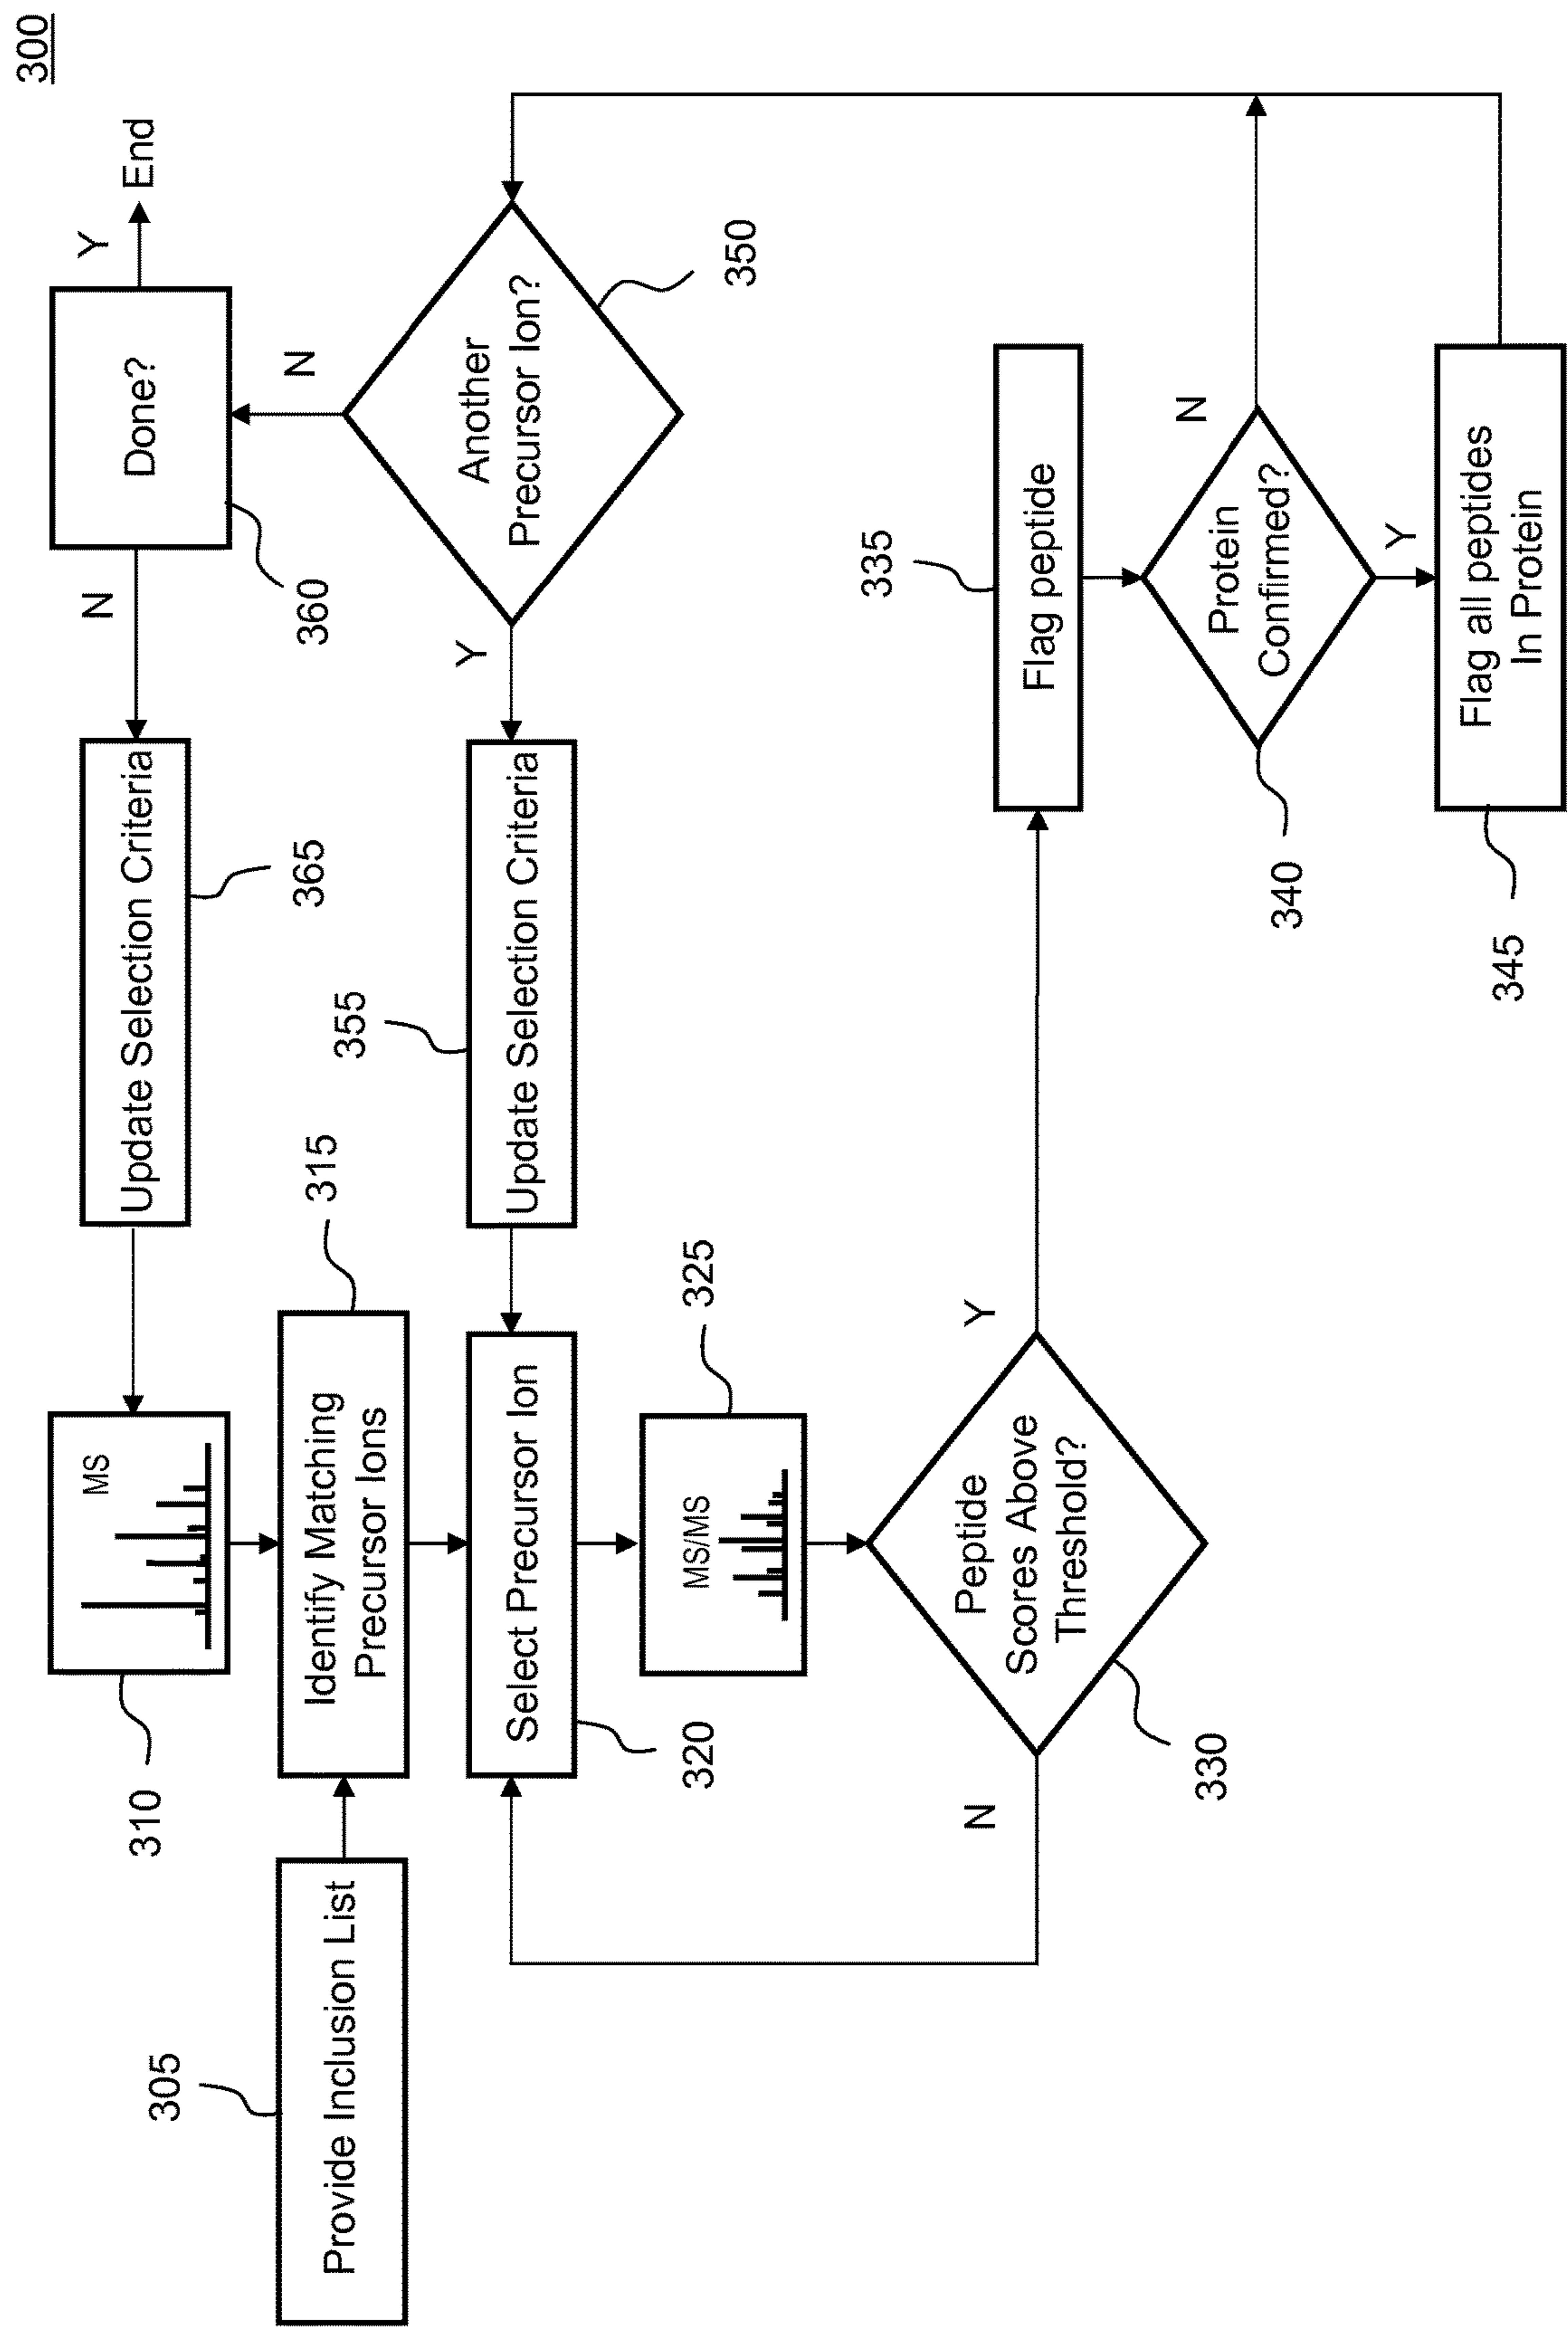 300
MS
310
Update Selection Criteria
365
N
Done?
360
Y
End
Provide Inclusion List
305
Identify Matching
Precursor Ions
315
Select Precursor Ion
320
Update Selection Criteria
355
Y
Another
Precursor Ion?
350
N
MS/MS
325
Peptide
Scores Above
Threshold?
330
N
Y
Flag peptide
335
Protein
Confirmed?
340
N
Y
Flag all peptides
In Protein
345